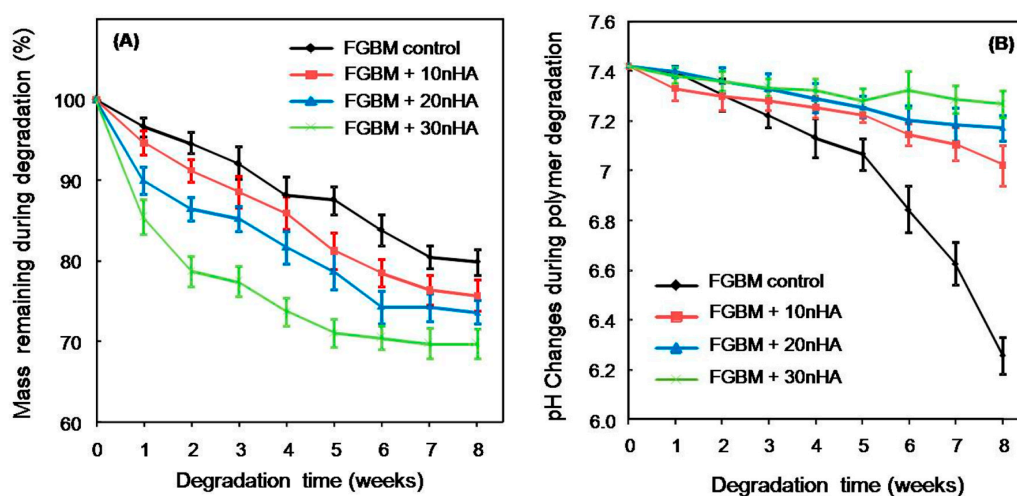 (A)
FGBM control
FGBM + 10nHA
FGBM + 20nHA
FGBM + 30nHA
Mass remaining during degradation (%)
100
90
80
70
60
0 1 2 3 4 5 6 7 8
Degradation time (weeks)
(B)
pH Changes during polymer degradation
7.6
7.4
7.2
7
6.8
6.6
6.4
6.2
6.0
FGBM control
FGBM + 10nHA
FGBM + 20nHA
FGBM + 30nHA
0 1 2 3 4 5 6 7 8
Degradation time (weeks)